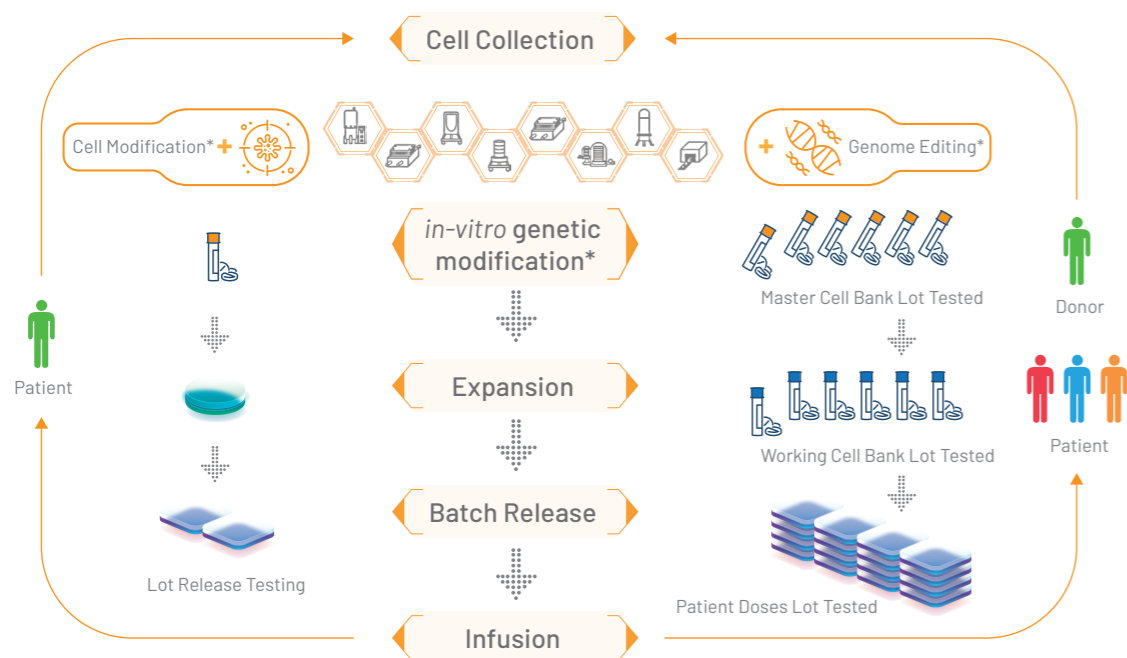 Cell Collection
Cell Modification*
Genome Editing*
in-vitro genetic
modification*
Master Cell Bank Lot Tested
Donor
Patient
Expansion
Working Cell Bank Lot Tested
Patient
Batch Release
Lot Release Testing
Patient Doses Lot Tested
Infusion